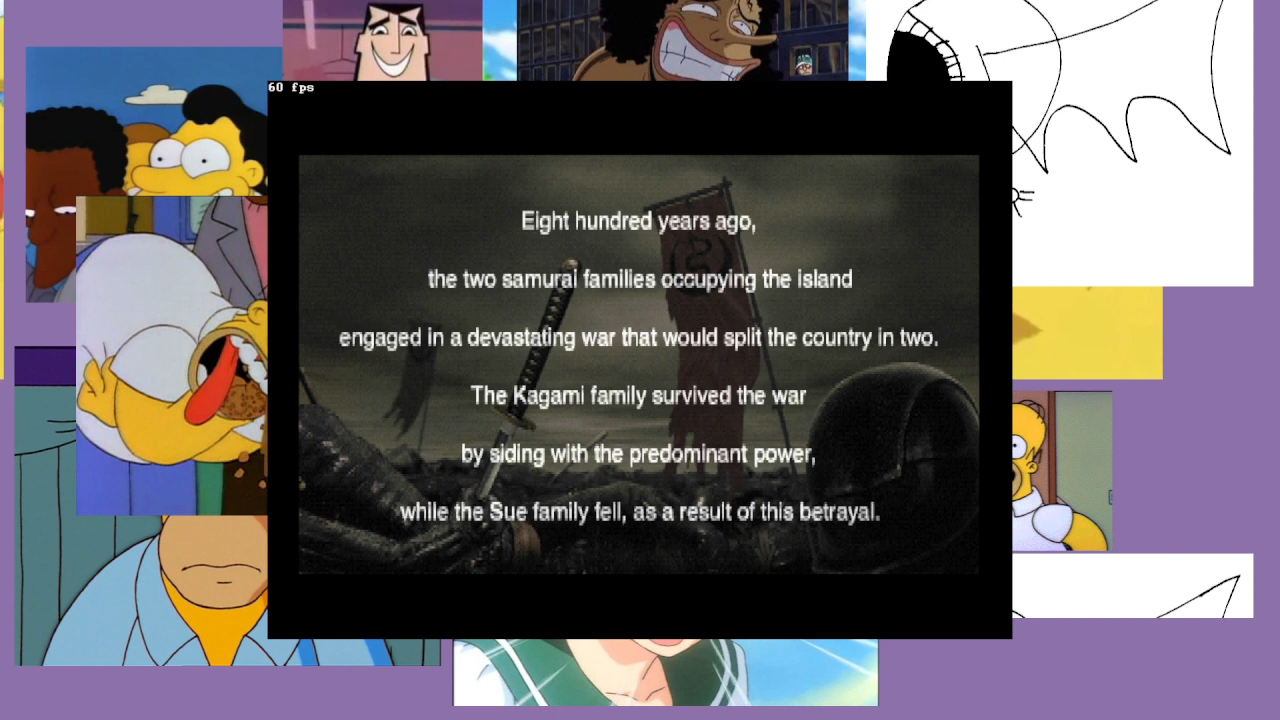 60 fps
Eight hundred years ago,
the two samurai families occupying the island
engaged in a devastating war that would split the country in two.
The Kagami family survived the war
by siding with the predominant power,
while the Sue family fell, as a result of this betrayal.